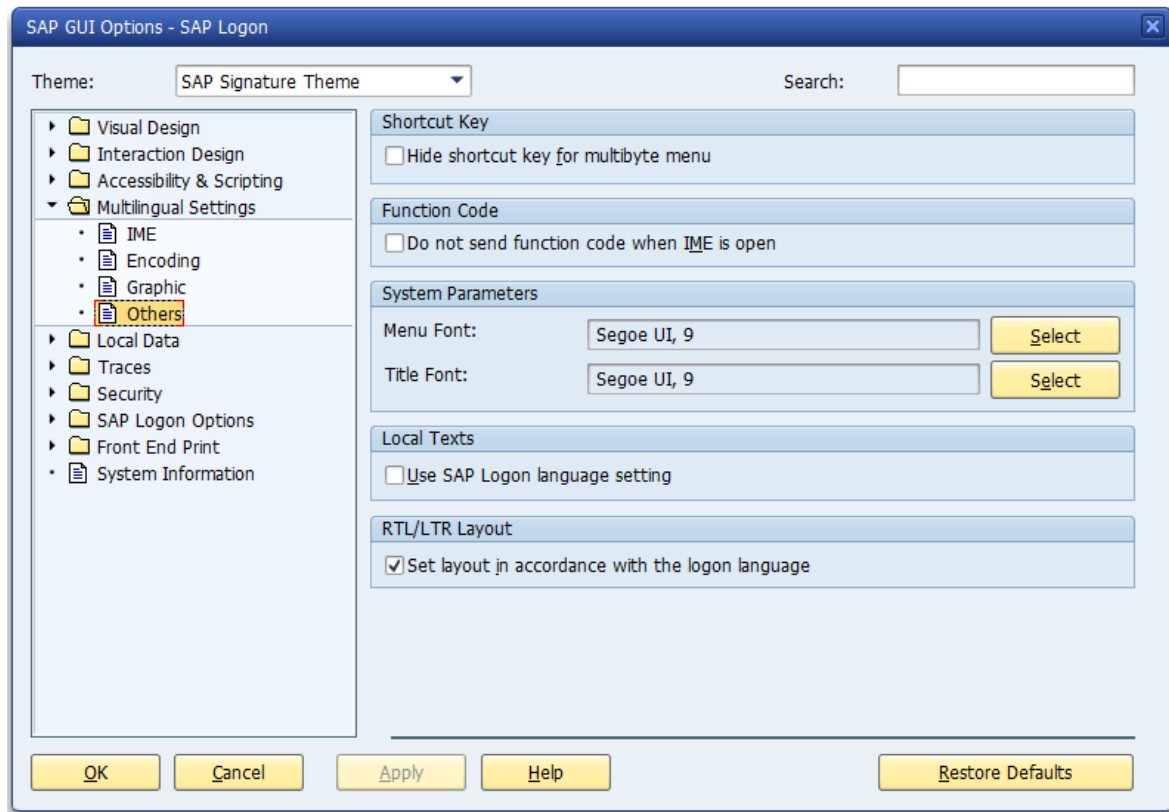 SAP GUI Options - SAP Logon
Theme: SAP Signature Theme Search:
Visual Design
Interaction Design
Accessibility & Scripting
Multilingual Settings
IME
Encoding
Graphic
Others
Local Data
Traces
Security
SAP Logon Options
Front End Print
System Information
Shortcut Key
Hide shortcut key for multibyte menu
Function Code
Do not send function code when IME is open
System Parameters
Menu Font: Segoe UI, 9 Select
Title Font: Segoe UI, 9 Select
Local Texts
Use SAP Logon language setting
RTL/LTR Layout
Set layout in accordance with the logon language
OK Cancel Apply Help Restore Defaults